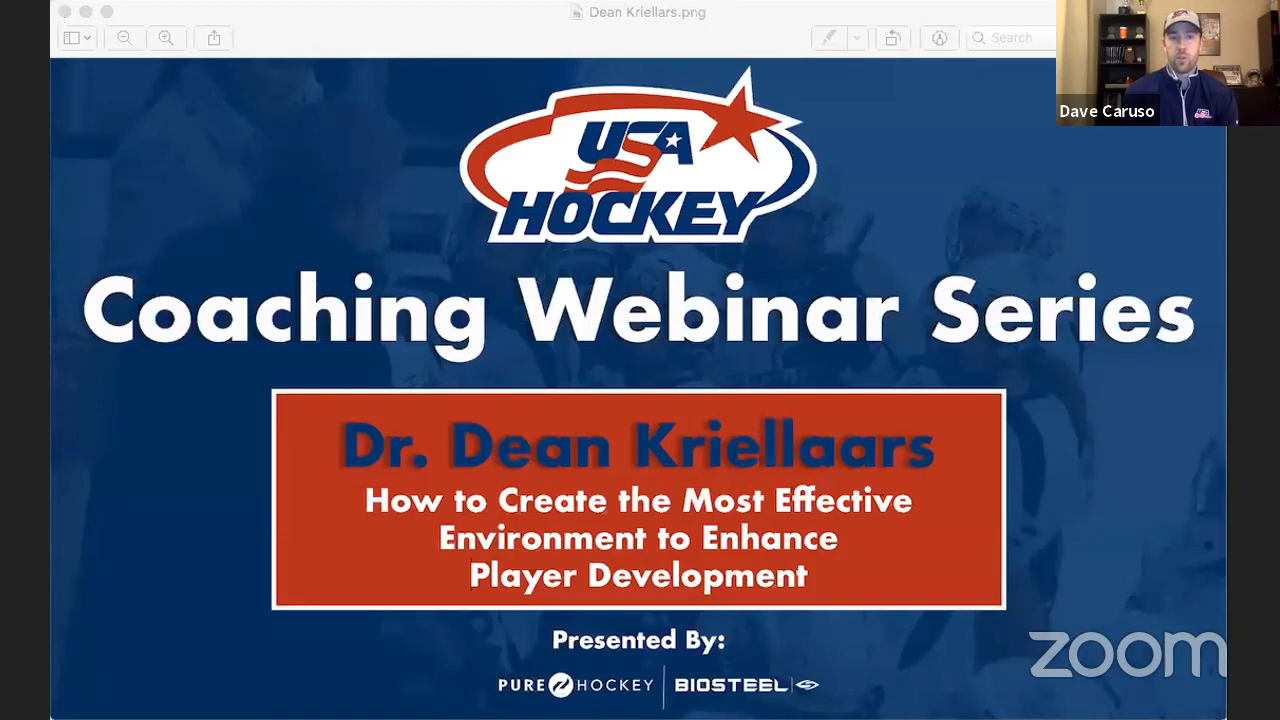 Dean Kriellars.png
Search
Dave Caruso
USA
HOCKEY
Coaching Webinar Series
Dr. Dean Kriellaars
How to Create the Most Effective
Environment to Enhance
Player Development
Presented By:
PURE HOCKEY BIOSTEEL
zoom